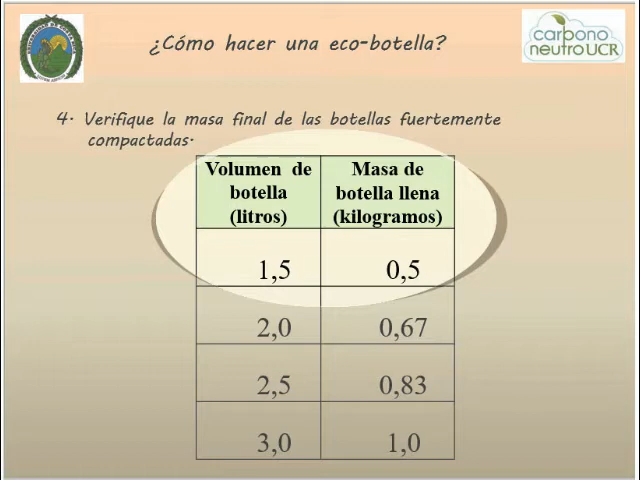 ¿Cómo hacer una eco-botella?
carbono
neutro UCR
4. Verifique la masa final de las botellas fuertemente
compactadas.
Volumen de botella (litros) Masa de botella llena (kilogramos)
1,5 0,5
2,0 0,67
2,5 0,83
3,0 1,0